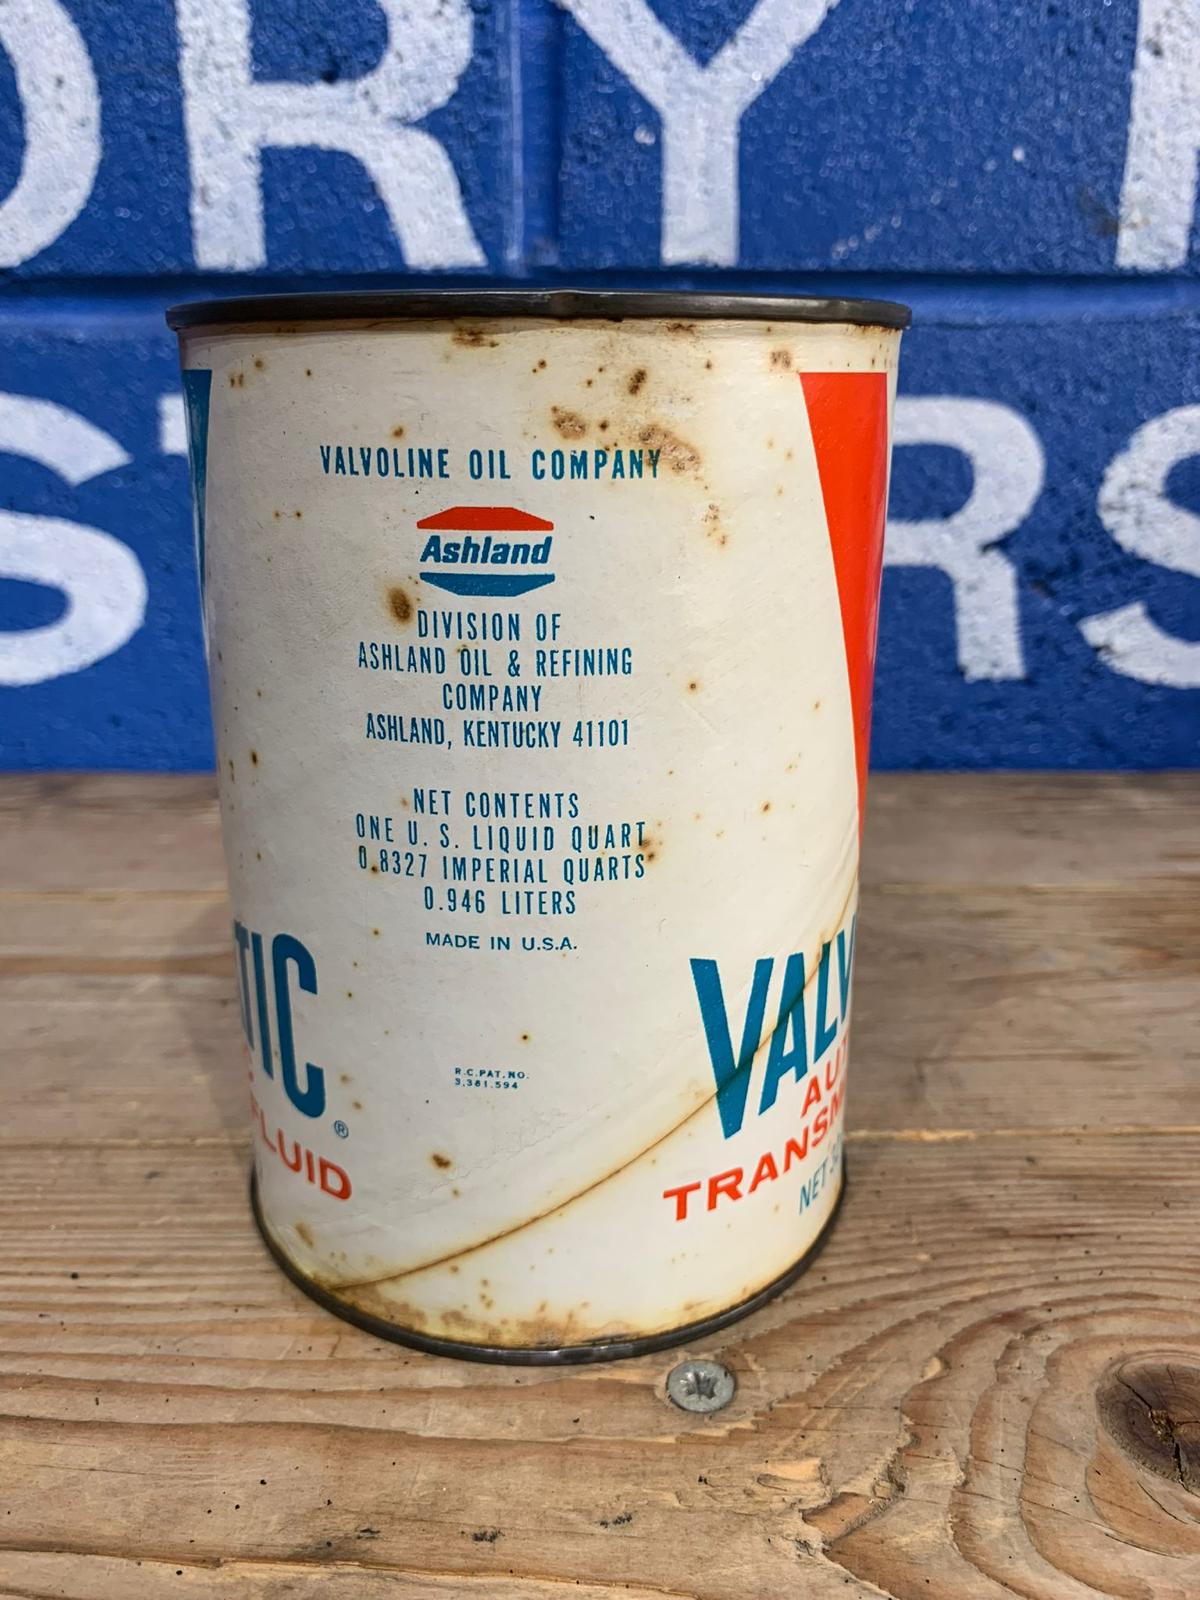 VALVOLINE OIL COMPANY
Ashland
DIVISION OF
ASHLAND OIL & REFINING
COMPANY
ASHLAND, KENTUCKY 41101
NET CONTENTS
ONE U. S. LIQUID QUART
0.8327 IMPERIAL QUARTS
0.946 LITERS
MADE IN U.S.A.
R.C.PAT.NO.
3,381,594
TIC®
FLUID
VALV
AUT
TRANSM
NET